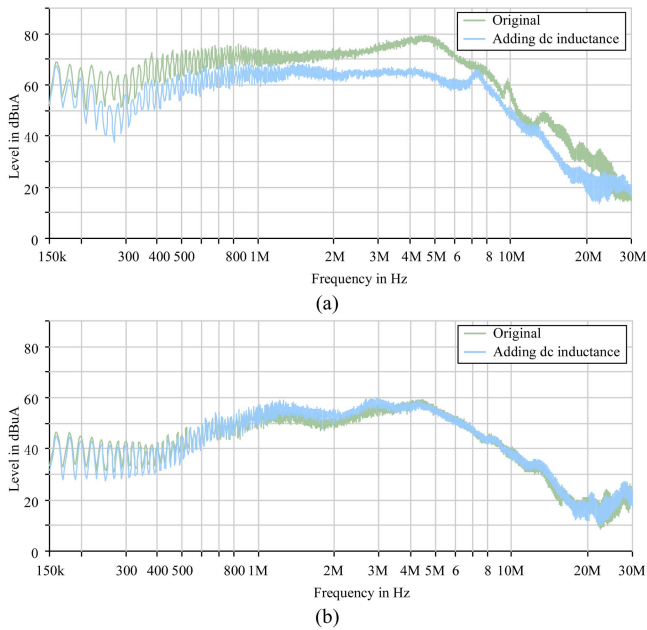 80
60
40
20
0
Level in dBuA
Original
Adding dc inductance
150k 300 400 500 800 1M 2M 3M 4M 5M 6 8 10M 20M 30M
Frequency in Hz
(a)
80
60
40
20
0
Level in dBuA
Original
Adding dc inductance
150k 300 400 500 800 1M 2M 3M 4M 5M 6 8 10M 20M 30M
Frequency in Hz
(b)